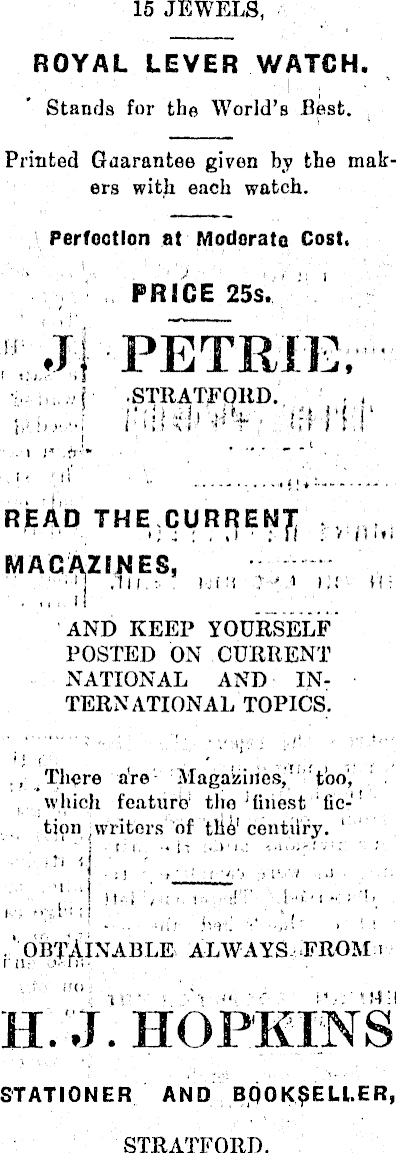 15 JEWELS,
ROYAL LEVER WATCH.
Stands for the World's Best.
Printed Guarantee given by the mak-
ers with each watch.
Perfection at Moderate Cost.
PRICE 25s.
J. PETRIE,
STRATFORD.
READ THE CURRENT
MAGAZINES,
AND KEEP YOURSELF
POSTED ON CURRENT
NATIONAL AND IN-
TERNATIONAL TOPICS.
There are Magazines, too,
which feature the finest fic-
tion writers of the century.
OBTAINABLE ALWAYS FROM
H. J. HOPKINS
STATIONER AND BOOKSELLER,
STRATFORD.